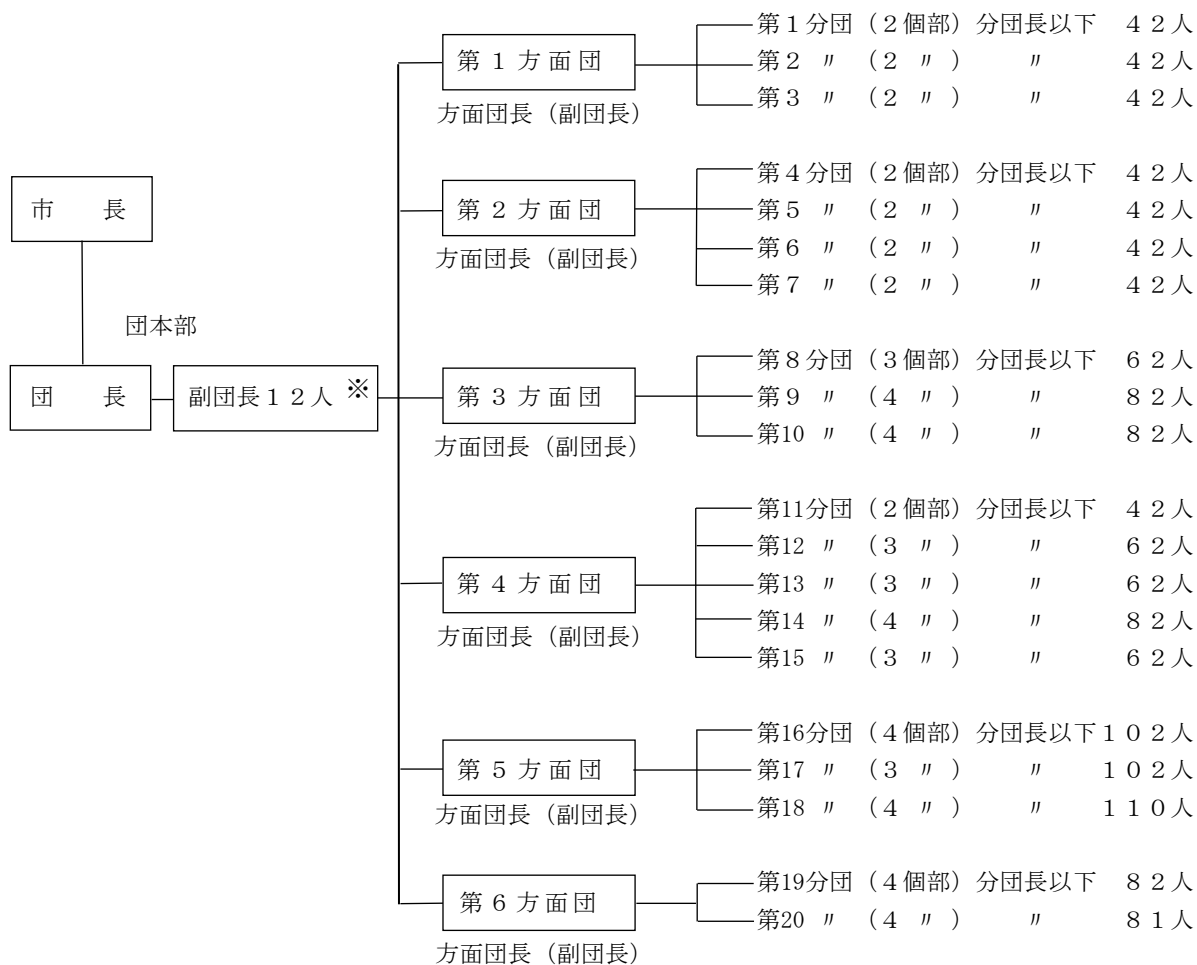 市　　長
団本部
団　　長
副団長１２人 ※
第 １ 方 面 団
方面団長（副団長）
第１分団（２個部）分団長以下　４２人
第２ 〃 （２ 〃 ） 〃 ４２人
第３ 〃 （２ 〃 ） 〃 ４２人
第 ２ 方 面 団
方面団長（副団長）
第４分団（２個部）分団長以下　４２人
第５ 〃 （２ 〃 ） 〃 ４２人
第６ 〃 （２ 〃 ） 〃 ４２人
第７ 〃 （２ 〃 ） 〃 ４２人
第 ３ 方 面 団
方面団長（副団長）
第８分団（３個部）分団長以下　６２人
第９ 〃 （４ 〃 ） 〃 ８２人
第10 〃 （４ 〃 ） 〃 ８２人
第 ４ 方 面 団
方面団長（副団長）
第11分団（２個部）分団長以下　４２人
第12 〃 （３ 〃 ） 〃 ６２人
第13 〃 （３ 〃 ） 〃 ６２人
第14 〃 （４ 〃 ） 〃 ８２人
第15 〃 （３ 〃 ） 〃 ６２人
第 ５ 方 面 団
方面団長（副団長）
第16分団（４個部）分団長以下１０２人
第17 〃 （３ 〃 ） 〃 １０２人
第18 〃 （４ 〃 ） 〃 １１０人
第 ６ 方 面 団
方面団長（副団長）
第19分団（４個部）分団長以下　８２人
第20 〃 （４ 〃 ） 〃 ８１人